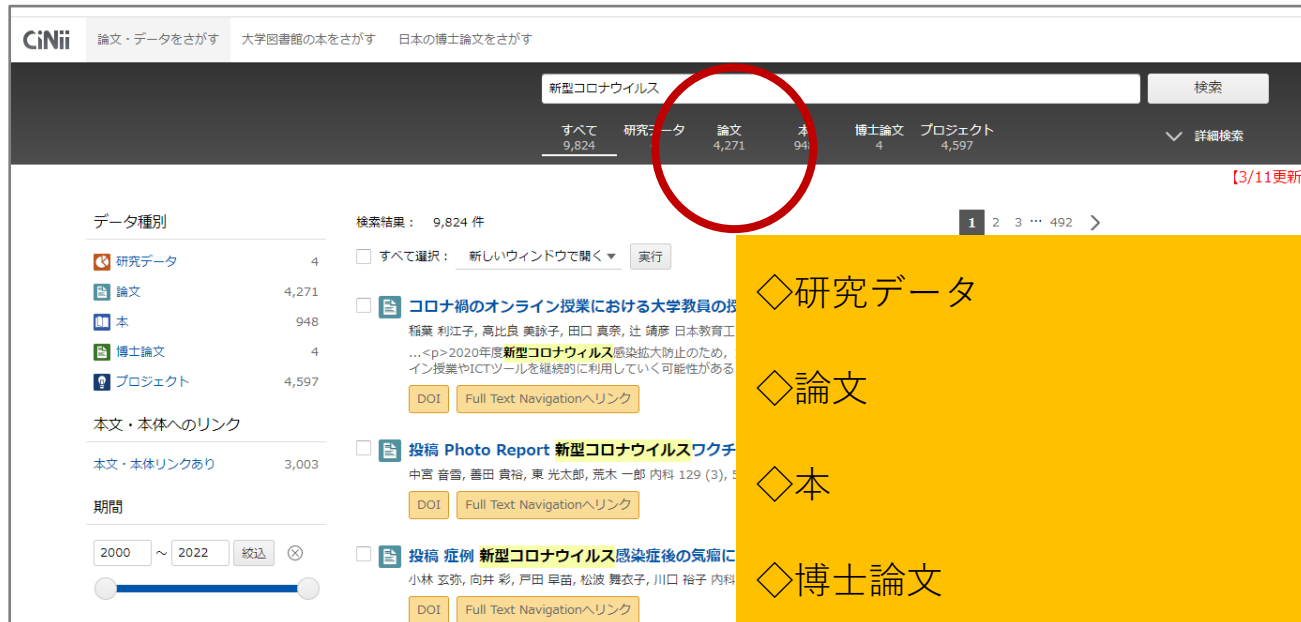 CiNii 論文・データをさがす 大学図書館の本をさがす 日本の博士論文をさがす
新型コロナウイルス 検索
すべて 研究データ 論文 本 博士論文 プロジェクト
9,824 4,271 948 4 4,597
詳細検索
【3/11更新
データ種別
研究データ 4
論文 4,271
本 948
博士論文 4
プロジェクト 4,597
本文・本体へのリンク
本文・本体リンクあり 3,003
期間
2000 ～ 2022 絞込
検索結果： 9,824 件
1 2 3 … 492
すべて選択： 新しいウィンドウで開く 実行
コロナ禍のオンライン授業における大学教員の授
稲葉 利江子, 高比良 美詠子, 田口 真奈, 辻 靖彦 日本教育工
...<p>2020年度新型コロナウィルス感染拡大防止のため,
イン授業やICTツールを継続的に利用していく可能性がある
DOI Full Text Navigationへリンク
投稿 Photo Report 新型コロナウイルスワクチ
中宮 音雪, 善田 貴裕, 東 光太郎, 荒木 一郎 内科 129 (3),
DOI Full Text Navigationへリンク
投稿 症例 新型コロナウイルス感染症後の気瘤に
小林 玄弥, 向井 彩, 戸田 早苗, 松波 舞衣子, 川口 裕子 内科
DOI Full Text Navigationへリンク
◇研究データ
◇論文
◇本
◇博士論文